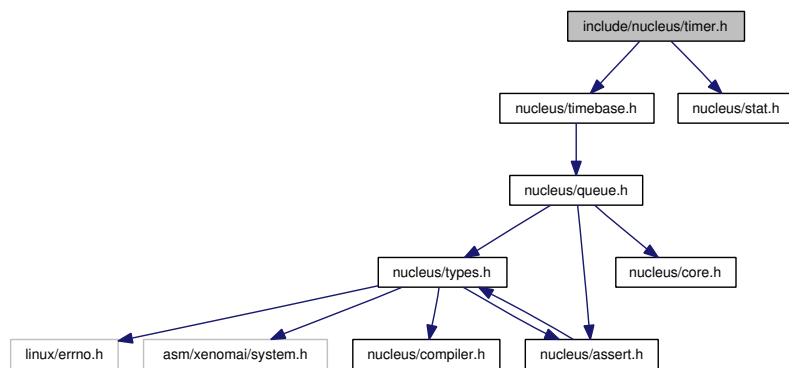 include/nucleus/timer.h
nucleus/timebase.h
nucleus/stat.h
nucleus/queue.h
nucleus/types.h
nucleus/core.h
linux/errno.h
asm/xenomai/system.h
nucleus/compiler.h
nucleus/assert.h